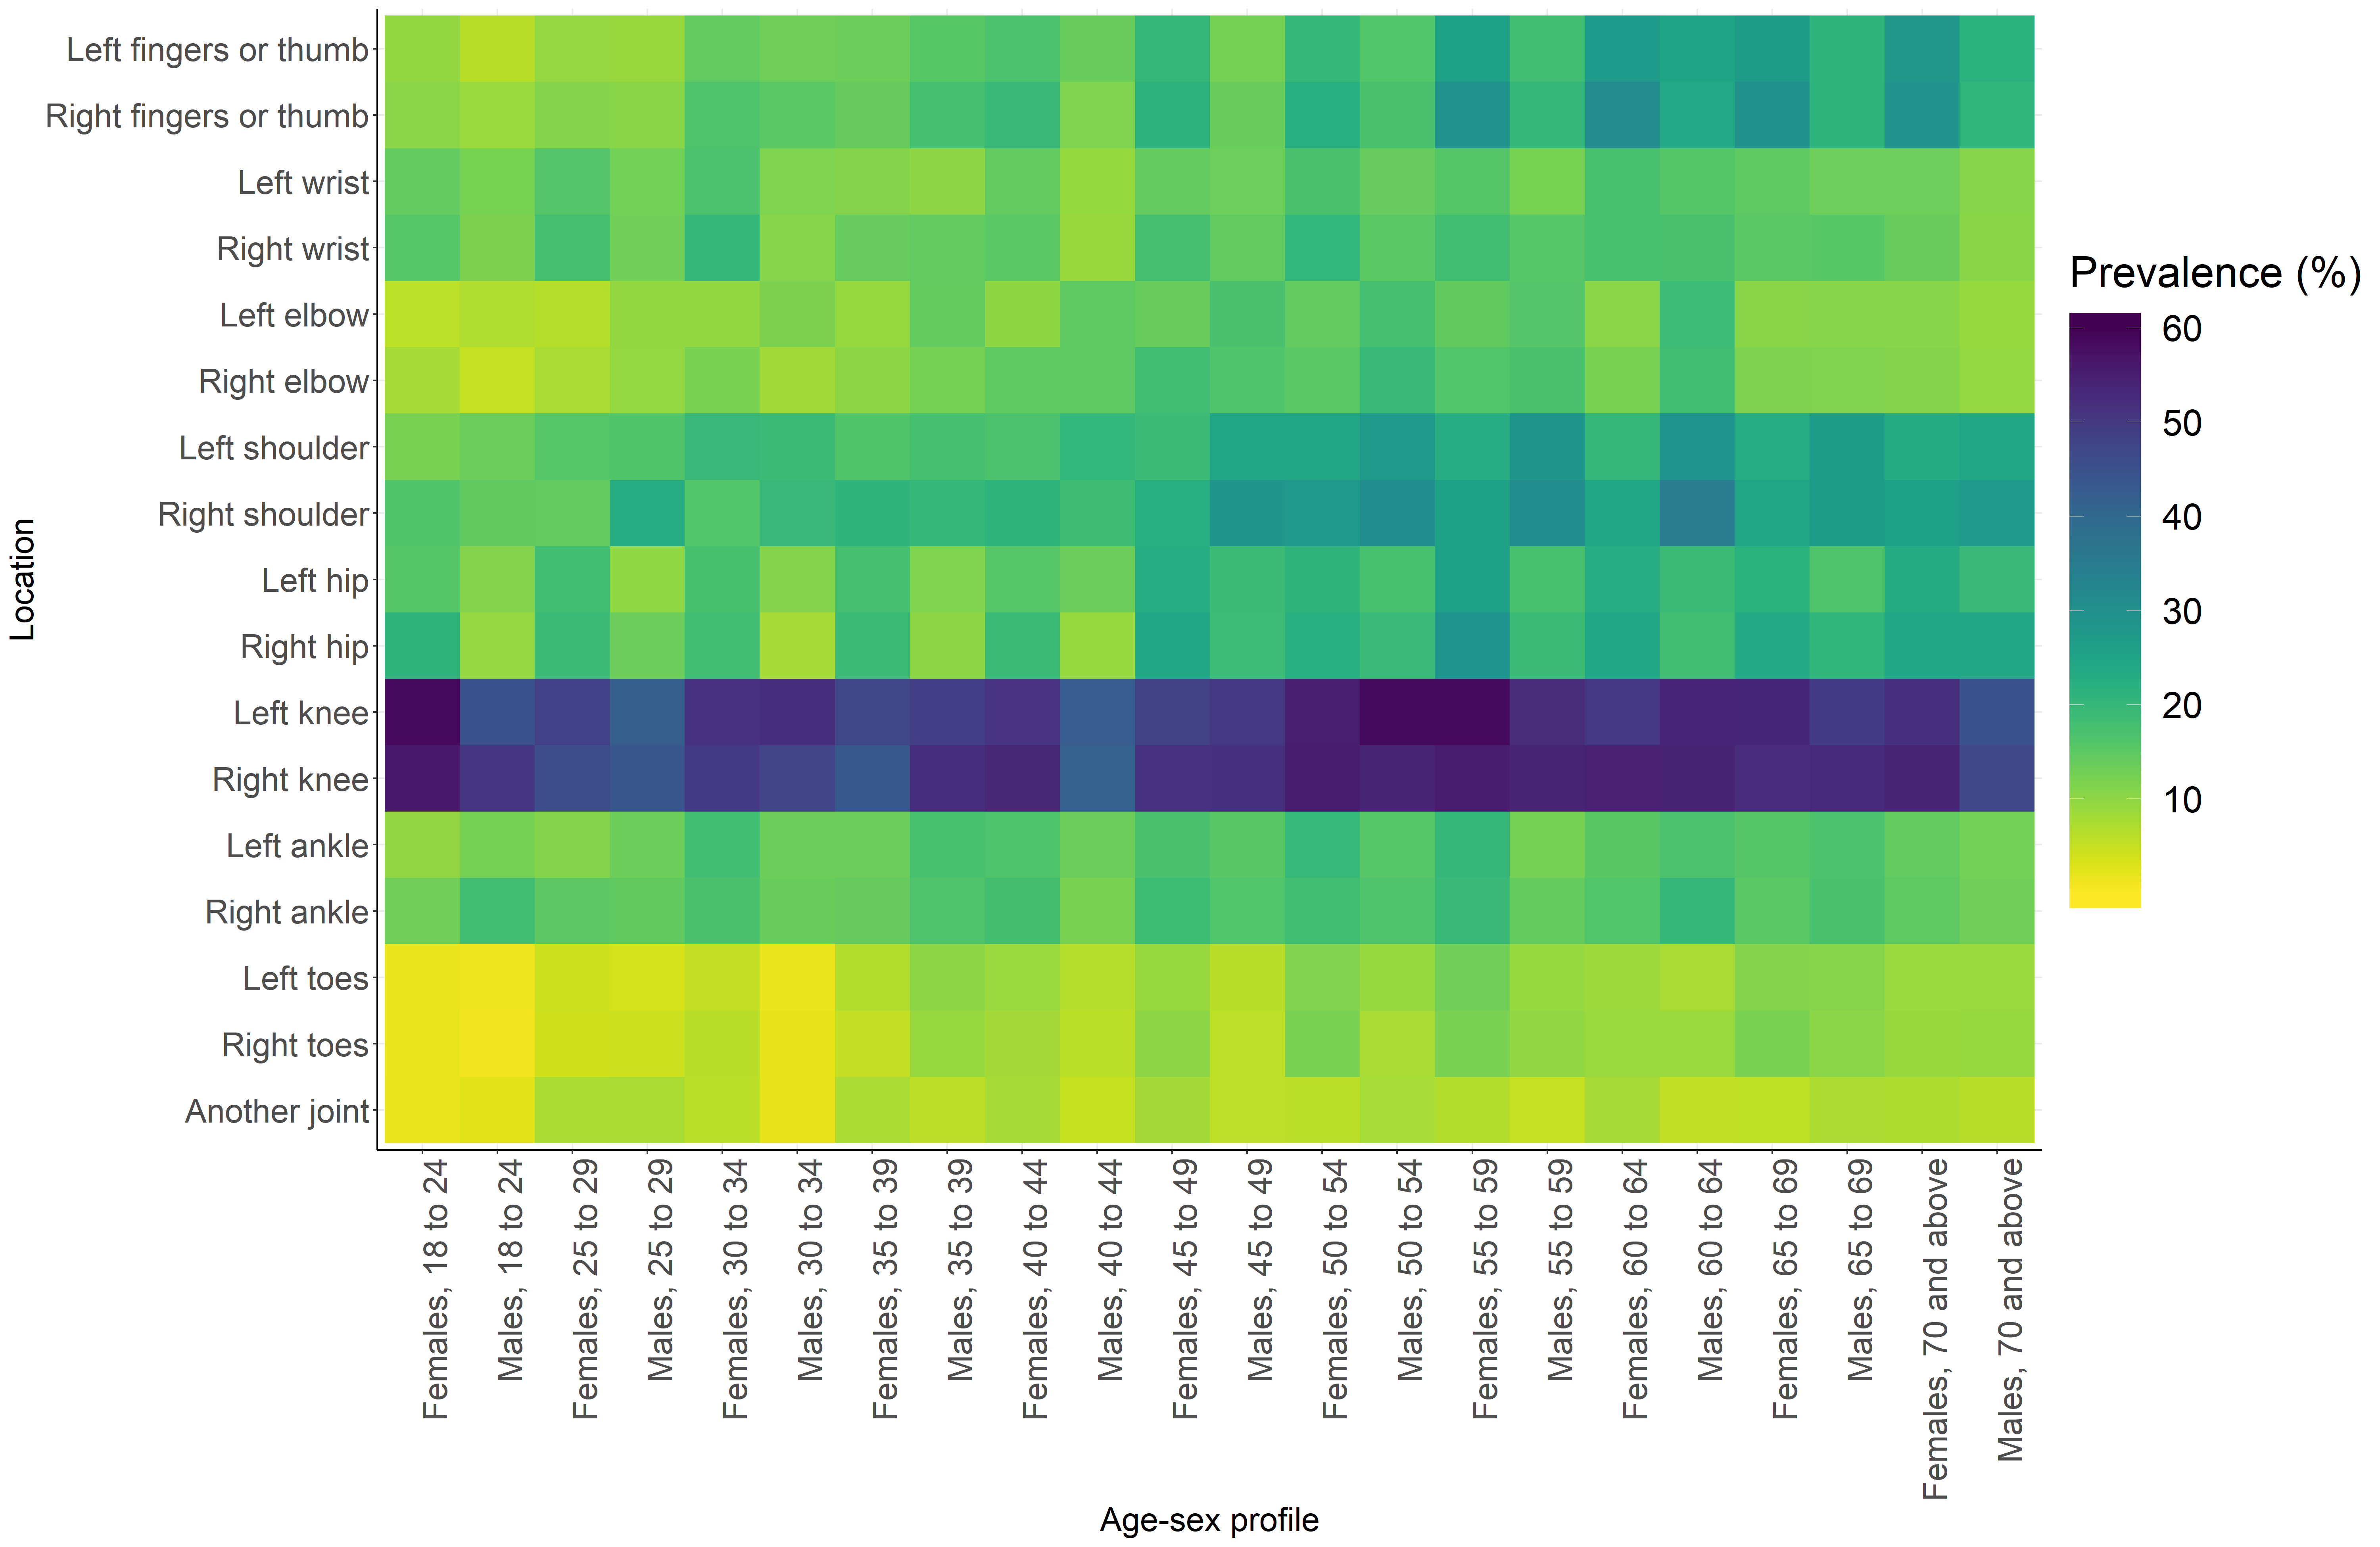 Location
Left fingers or thumb
Right fingers or thumb
Left wrist
Right wrist
Left elbow
Right elbow
Left shoulder
Right shoulder
Left hip
Right hip
Left knee
Right knee
Left ankle
Right ankle
Left toes
Right toes
Another joint
Females, 18 to 24
Males, 18 to 24
Females, 25 to 29
Males, 25 to 29
Females, 30 to 34
Males, 30 to 34
Females, 35 to 39
Males, 35 to 39
Females, 40 to 44
Males, 40 to 44
Females, 45 to 49
Males, 45 to 49
Females, 50 to 54
Males, 50 to 54
Females, 55 to 59
Males, 55 to 59
Females, 60 to 64
Males, 60 to 64
Females, 65 to 69
Males, 65 to 69
Females, 70 and above
Males, 70 and above
Age-sex profile
Prevalence (%)
60
50
40
30
20
10